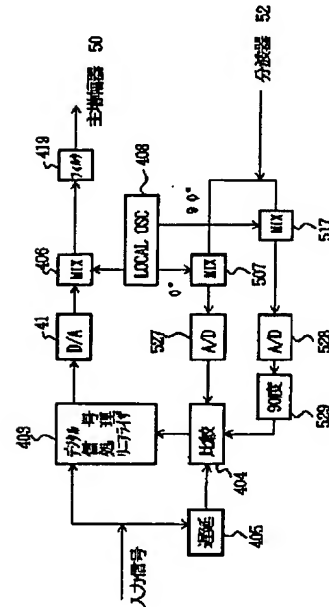 入力信号
403
デジタル
信号
処理
リニアライザ
41
D/A
406
MIX
419
フィルタ
主増幅器 50
LOCAL OSC
408
0°
90°
MIX
507
MIX
517
分波器 52
527
A/D
A/D
528
90度
529
比較
404
遅延
405